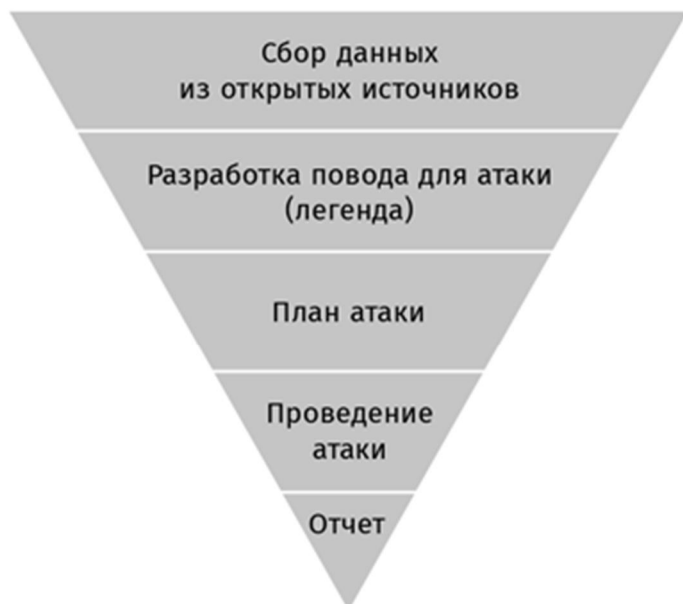 Сбор данных
из открытых источников
Разработка повода для атаки
(легенда)
План атаки
Проведение
атаки
Отчет